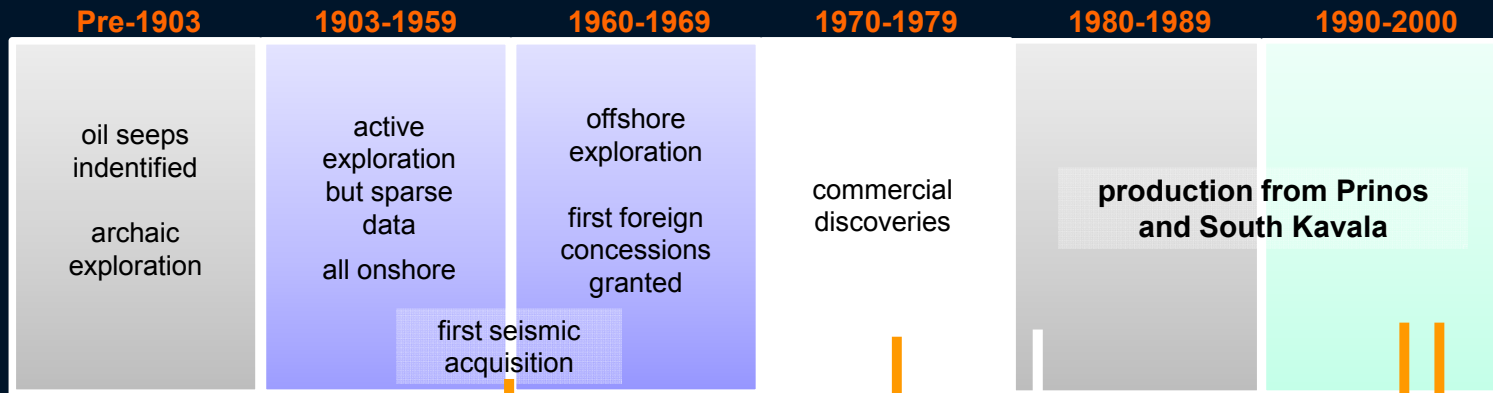 Pre-1903
1903-1959
1960-1969
1970-1979
1980-1989
1990-2000
oil seeps
indentified
archaic
exploration
active
exploration
but sparse
data
all onshore
offshore
exploration
first foreign
concessions
granted
first seismic
acquisition
commercial
discoveries
production from Prinos
and South Kavala